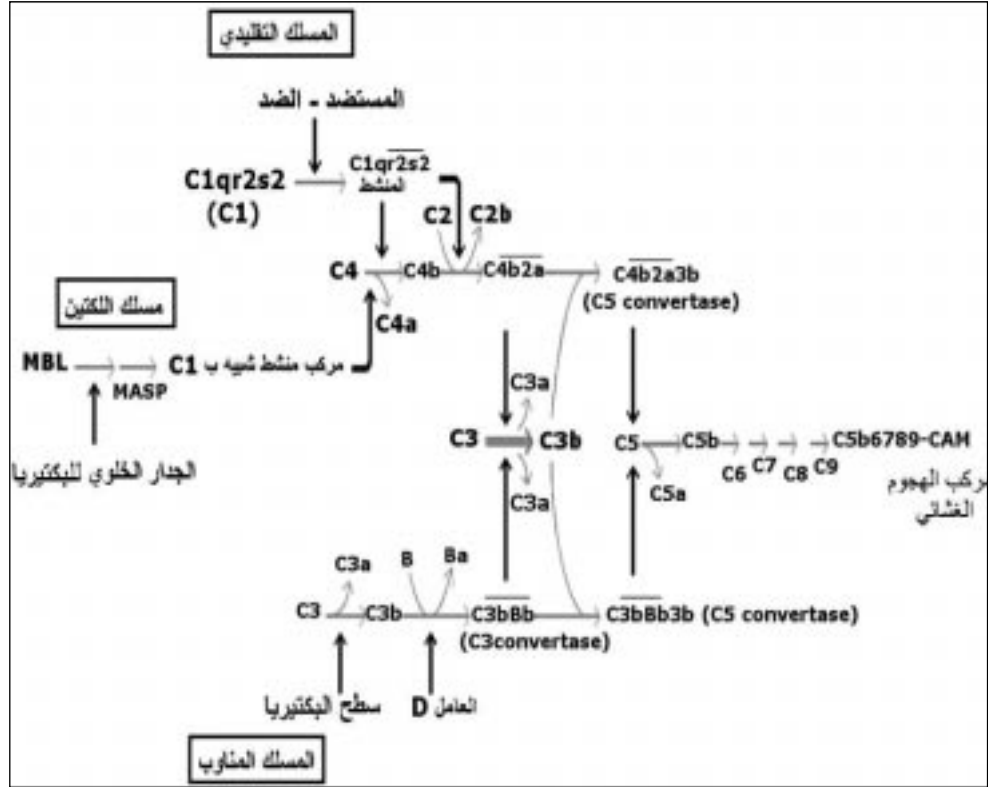 المسلك التقليدي
المستضد - الضد
C1qr2s2
(C1)
C1qr2s2
المنشط
C2 C2b
C4 C4b C4b2a C4b2a3b
(C5 convertase)
C4a
مسلك اللكتين
MBL MASP مركب منشط شبيه ب C1
الجدار الخلوي للبكتيريا
C3a
C3 C3b
C3a
C5 C5b C6 C7 C8 C9 C5b6789-CAM
C5a
مركب الهجوم
الغشائي
C3a B Ba
C3 C3b C3bBb C3bBb3b (C5 convertase)
(C3convertase)
سطح البكتيريا العامل D
المسلك المناوب